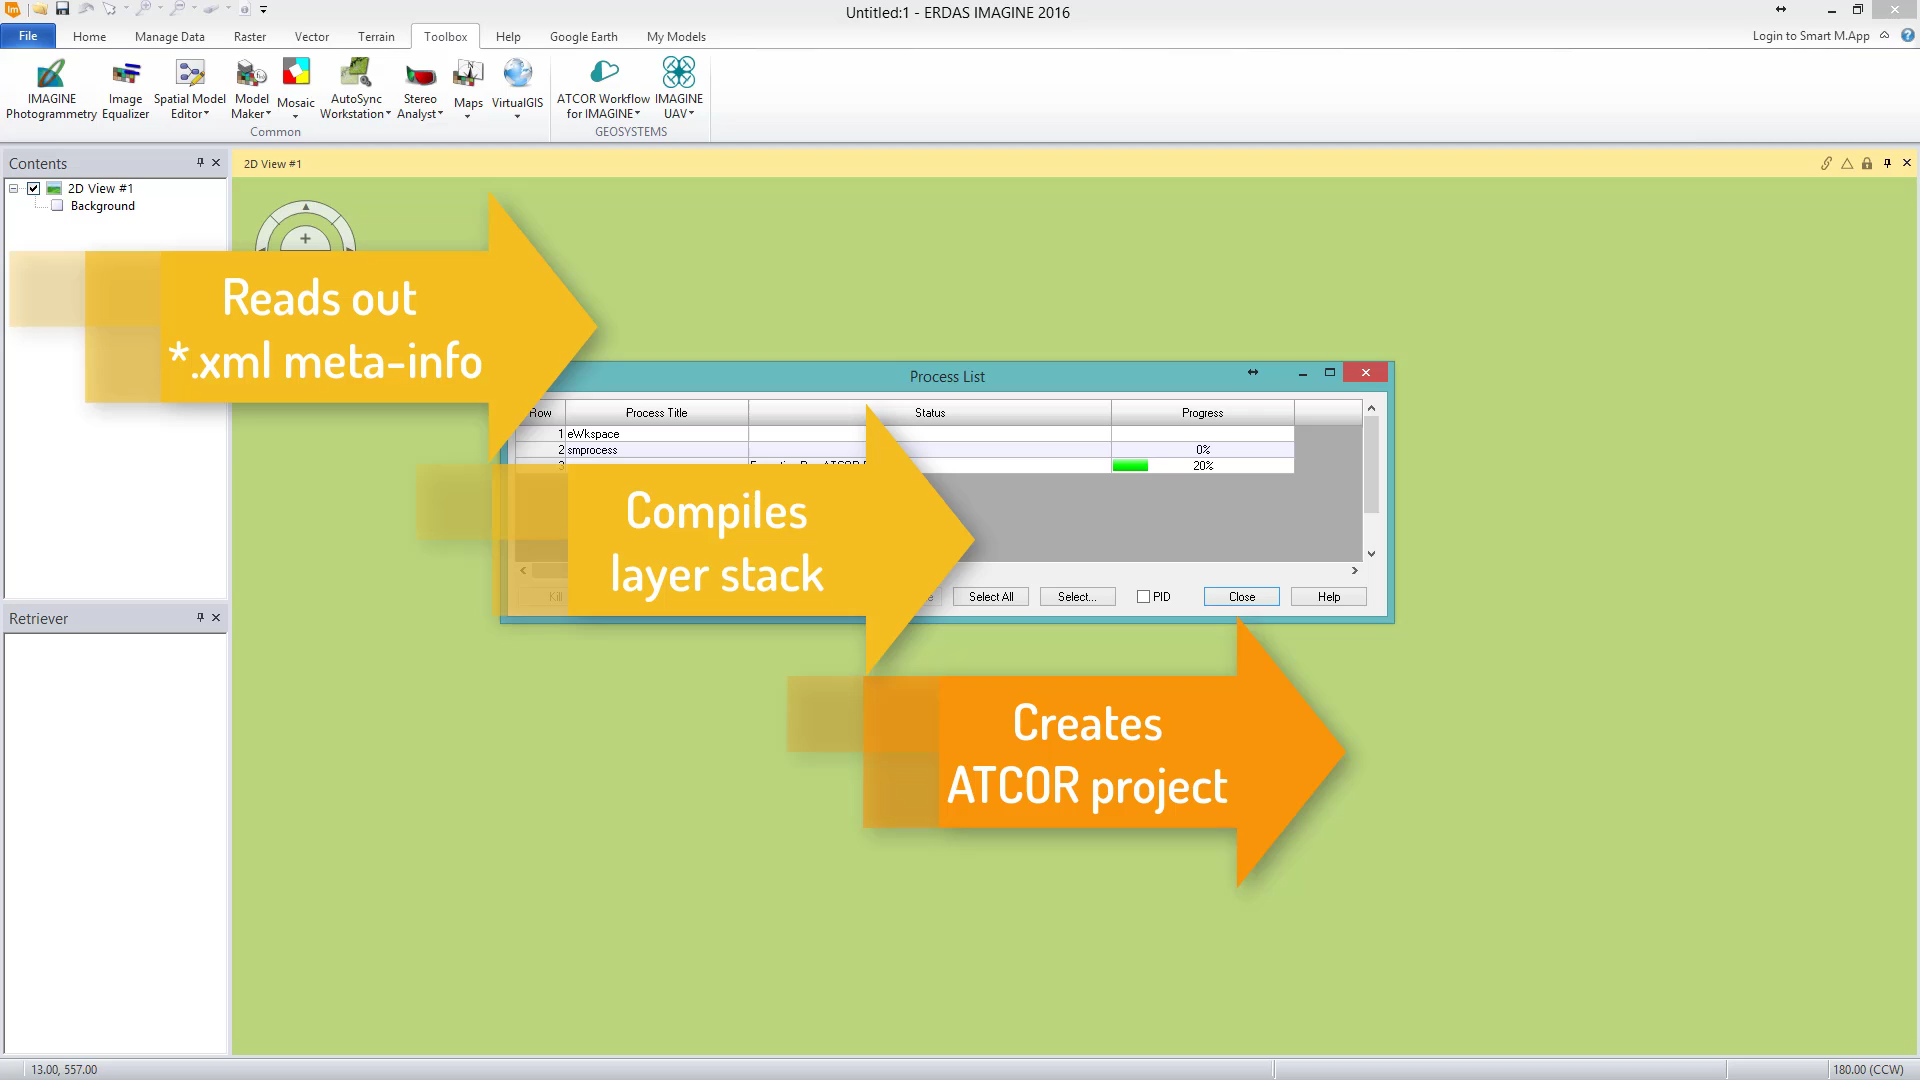 Untitled:1 - ERDAS IMAGINE 2016
File Home Manage Data Raster Vector Terrain Toolbox Help Google Earth My Models
Login to Smart M.App
IMAGINE Photogrammetry
Image Equalizer
Spatial Model Editor
Model Maker
Mosaic
AutoSync Workstation
Stereo Analyst
Maps
VirtualGIS
Common
ATCOR Workflow for IMAGINE
IMAGINE UAV
GEOSYSTEMS
Contents
2D View #1
2D View #1
Background
Reads out
*.xml meta-info
Process List
Row Process Title Status Progress
1 eWkspace
2 smprocess 0%
3 20%
Compiles
layer stack
Kill
Select All Select... PID Close Help
Retriever
Creates
ATCOR project
13.00, 557.00
180.00 (CCW)